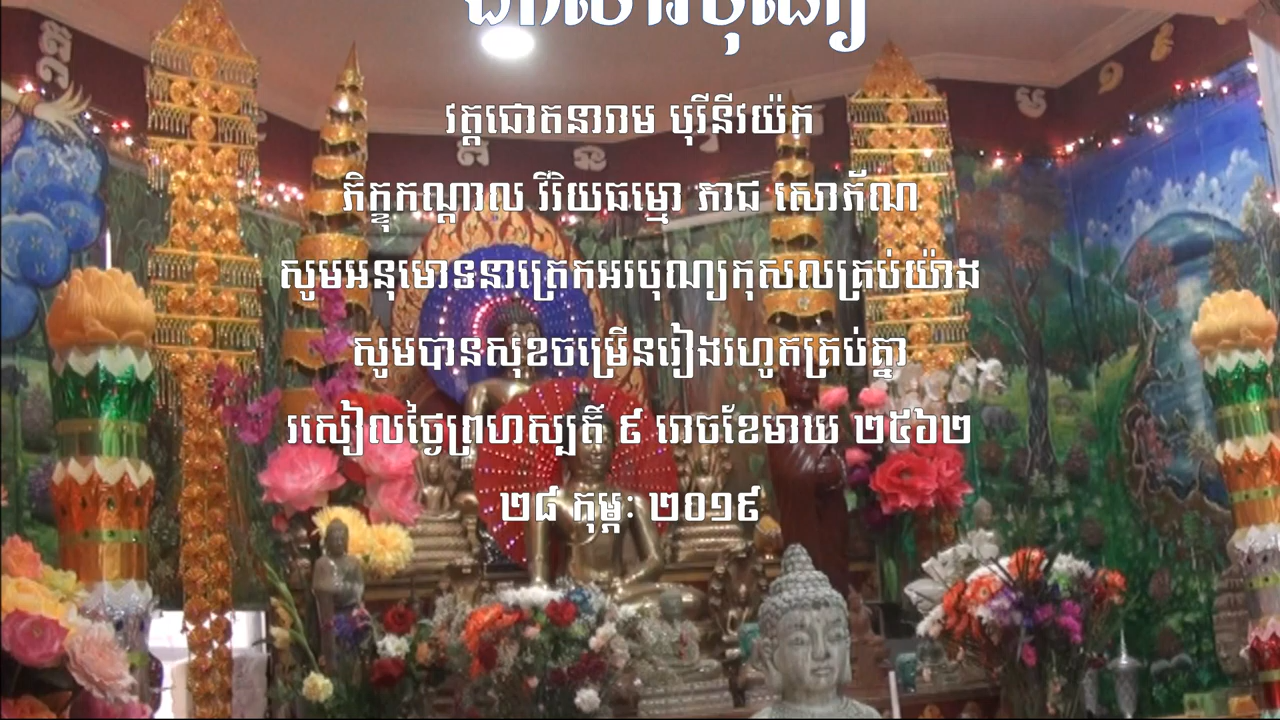 វត្តជោតនារាម បុរីនីវយ៉ក
ភិក្ខុកណ្ដាល វីរិយធម្មោ ភាជ សោភ័ណ
សូមអនុមោទនាត្រេកអរបុណ្យកុសលគ្រប់យ៉ាង
សូមបានសុខចម្រើនរៀងរហូតគ្រប់គ្នា
រសៀលថ្ងៃព្រហស្បតិ៍ ៩ រោចខែមាឃ ២៥៦២
២៨ កុម្ភៈ ២០១៩